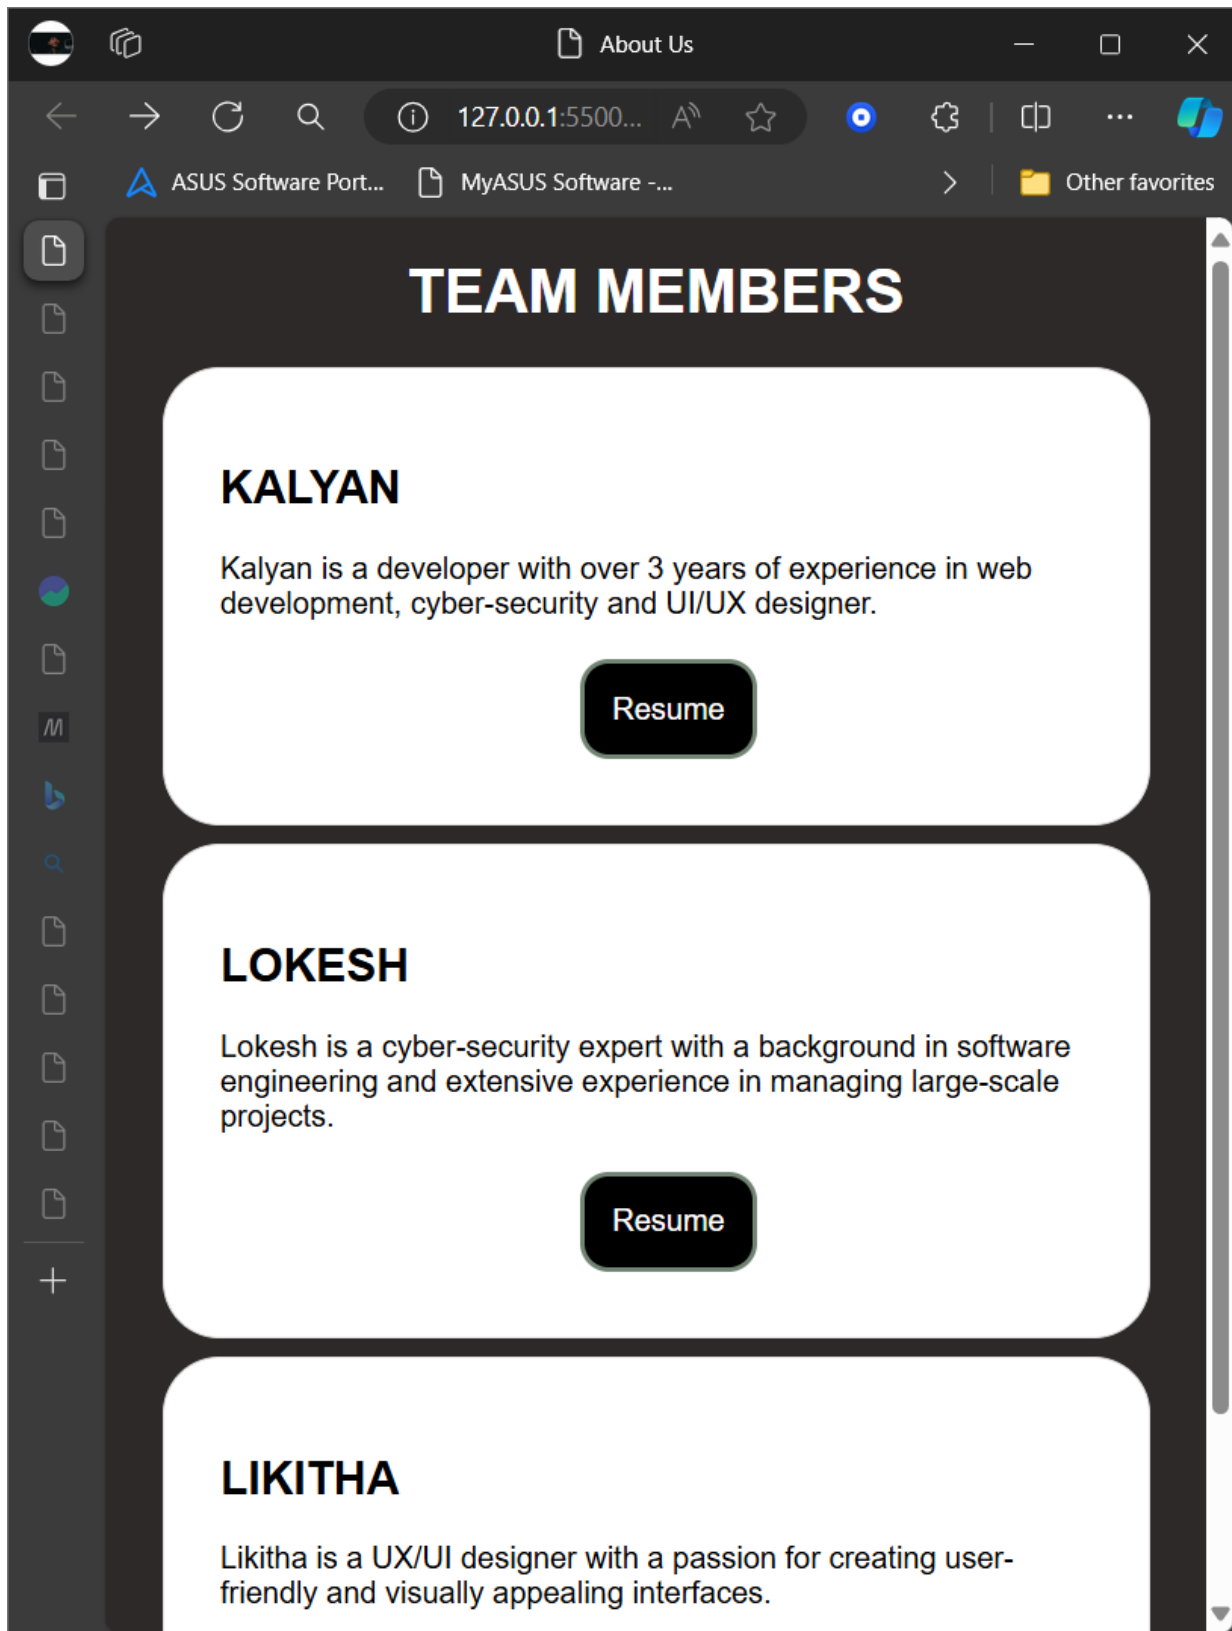 About Us
127.0.0.1:5500...
ASUS Software Port... MyASUS Software -... Other favorites
TEAM MEMBERS
KALYAN
Kalyan is a developer with over 3 years of experience in web
development, cyber-security and UI/UX designer.
Resume
LOKESH
Lokesh is a cyber-security expert with a background in software
engineering and extensive experience in managing large-scale
projects.
Resume
LIKITHA
Likitha is a UX/UI designer with a passion for creating user-
friendly and visually appealing interfaces.